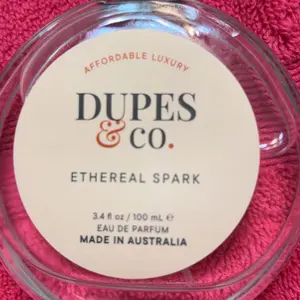 AFFORDABLE LUXURY
DUPES
& CO.
ETHEREAL SPARK
3.4 fl oz / 100 mL ℮
EAU DE PARFUM
MADE IN AUSTRALIA